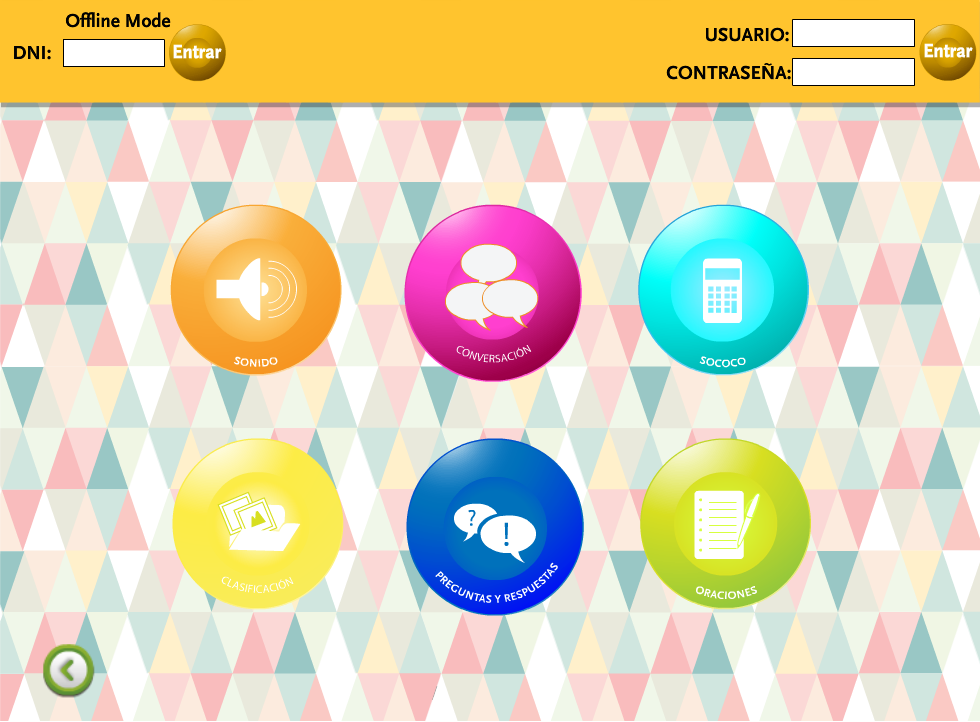 Offline Mode
DNI:
Entrar
USUARIO:
CONTRASEÑA:
Entrar
SONIDO
CONVERSACIÓN
SOCOCO
CLASIFICACIÓN
? !
PREGUNTAS Y RESPUESTAS
ORACIONES